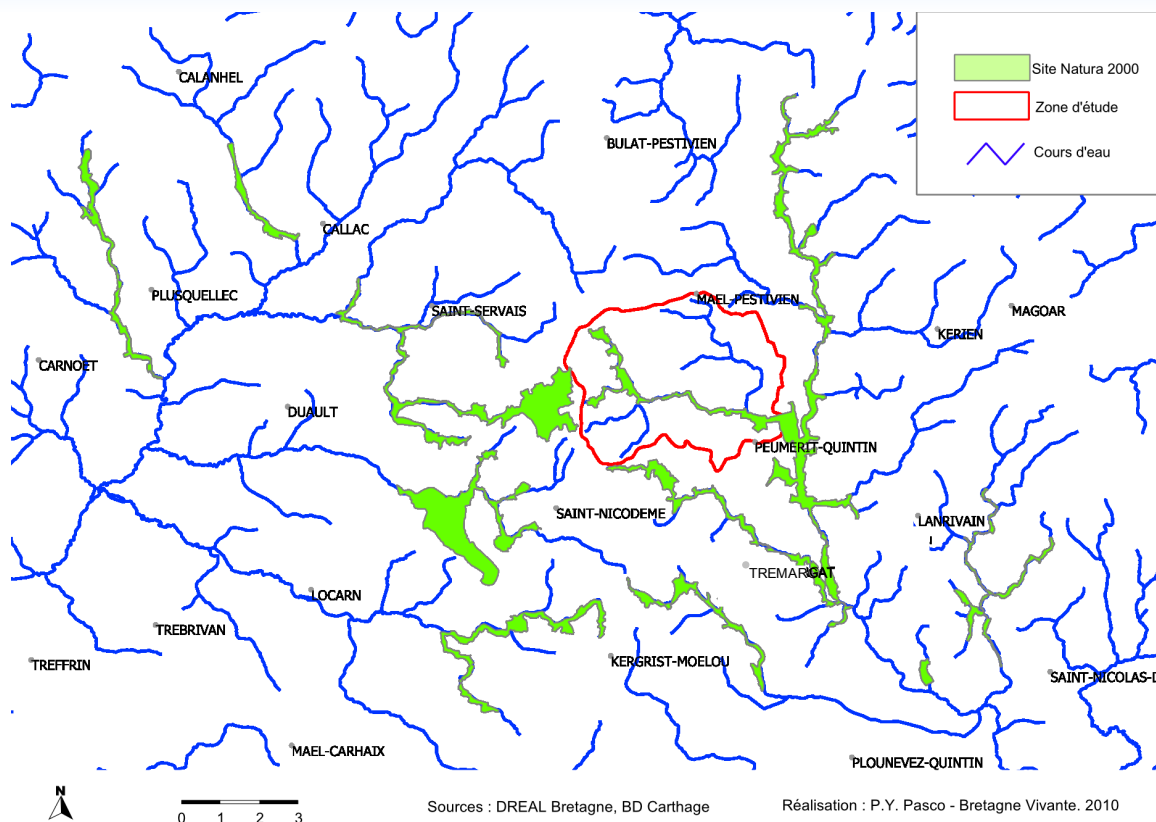 CALANHEL
Site Natura 2000
Zone d'étude
BULAT-PESTIVIEN
Cours d'eau
CALLAC
PLUSQUELLEC
MAEL-PESTIVIEN
SAINT-SERVAIS
MAGOAR
KERIEN
CARNOET
DUAULT
PEUMERIT-QUINTIN
SAINT-NICODEME
LANRIVAIN
TREMARGAT
LOCARN
TREBRIVAN
TREFFRIN
KERGRIST-MOELOU
SAINT-NICOLAS-D
MAEL-CARHAIX
PLOUNEVEZ-QUINTIN
N
0 1 2 3
Sources : DREAL Bretagne, BD Carthage
Réalisation : P.Y. Pasco - Bretagne Vivante. 2010